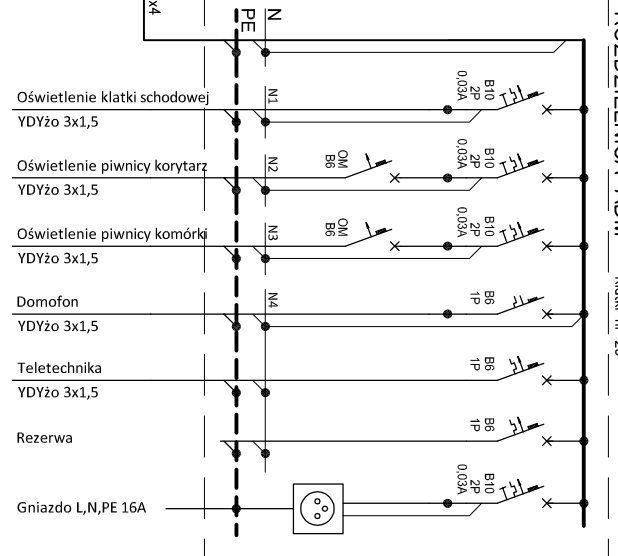 x4
N
PE
Oświetlenie klatki schodowej
YDYżo 3x1,5
N1
B10
2P
0,03A
Oświetlenie piwnicy korytarz
YDYżo 3x1,5
N2
OM
B6
B10
2P
0,03A
Oświetlenie piwnicy komórki
YDYżo 3x1,5
N3
OM
B6
B10
2P
0,03A
Domofon
YDYżo 3x1,5
N4
B6
1P
Teletechnika
YDYżo 3x1,5
B6
1P
Rezerwa
B6
1P
Gniazdo L,N,PE 16A
B10
2P
0,03A